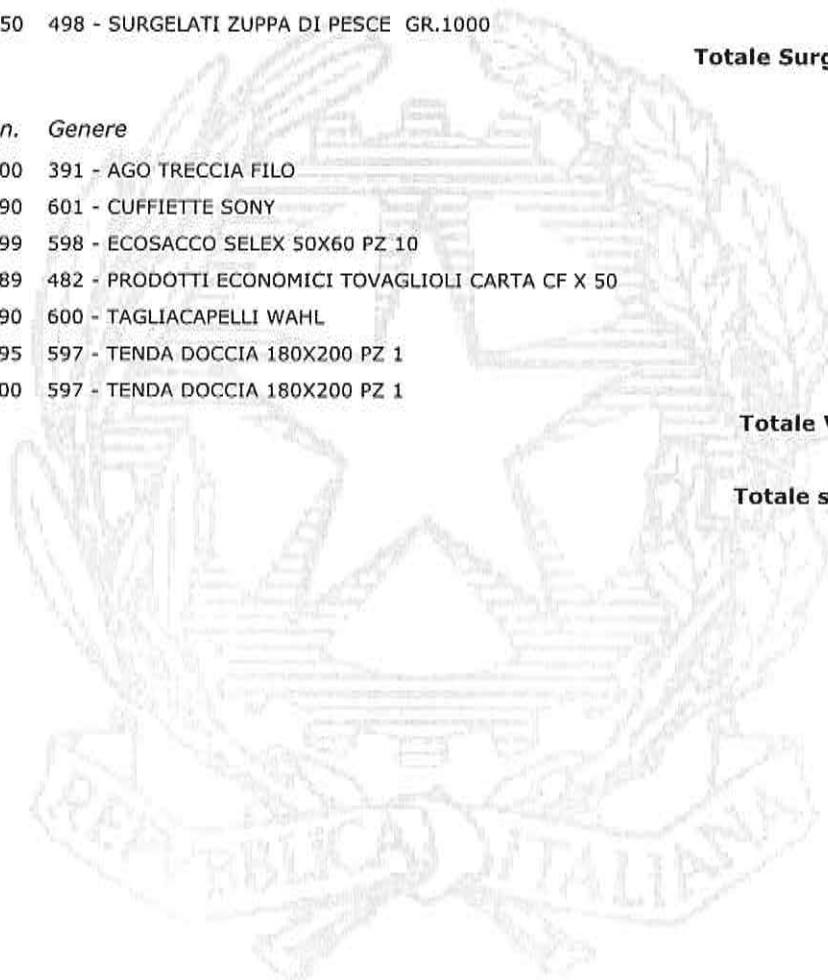 50 498 - SURGELATI ZUPPA DI PESCE GR.1000
Totale Surg
n. Genere
00 391 - AGO TRECCIA FILO
90 601 - CUFFIETTE SONY
99 598 - ECOSACCO SELEX 50X60 PZ 10
89 482 - PRODOTTI ECONOMICI TOVAGLIOLI CARTA CF X 50
90 600 - TAGLIACAPELLI WAHL
95 597 - TENDA DOCCIA 180X200 PZ 1
00 597 - TENDA DOCCIA 180X200 PZ 1
Totale
Totale s
REPVBBLICA ITALIANA